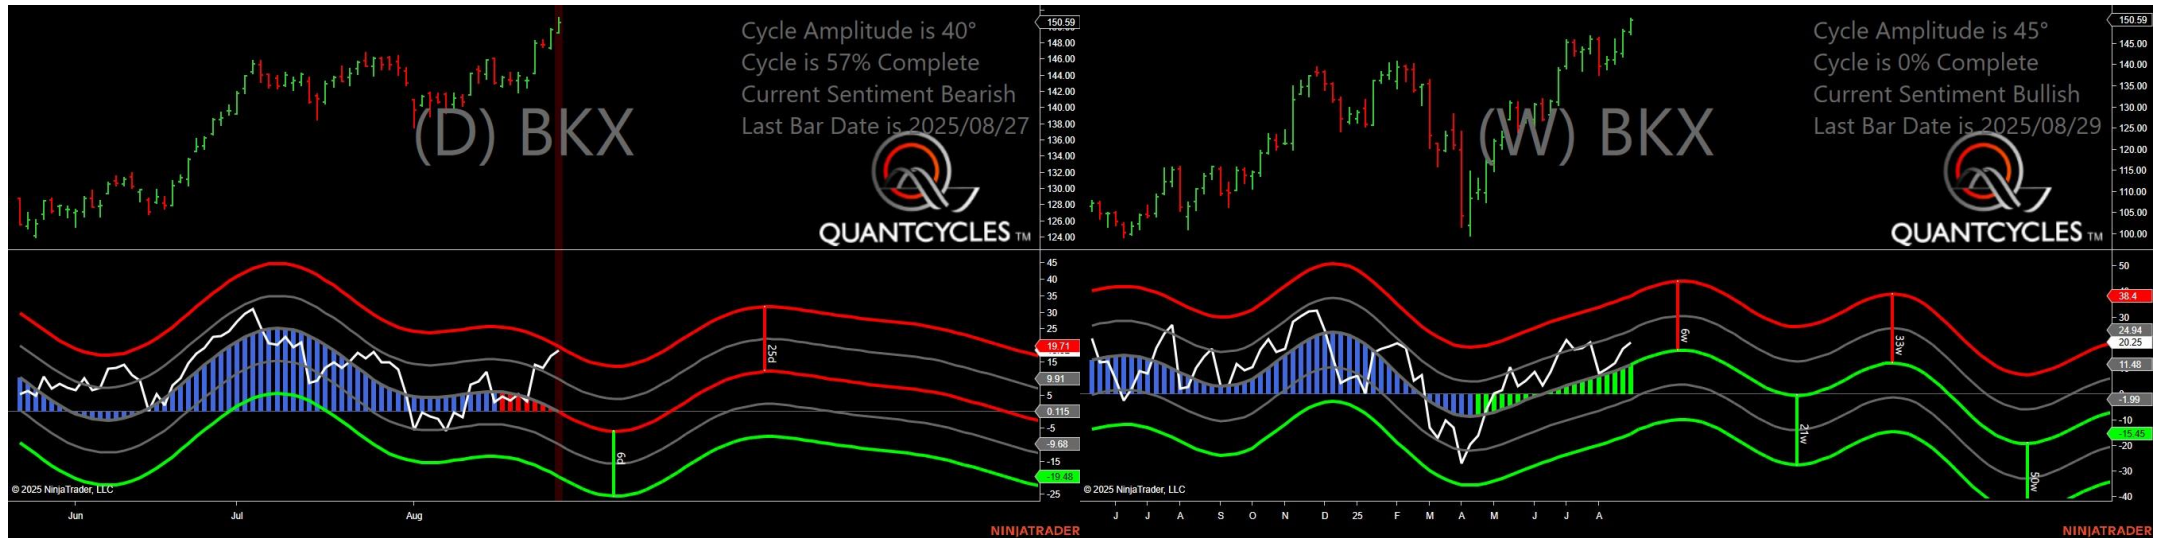 Cycle Amplitude is 40°
Cycle is 57% Complete
Current Sentiment Bearish
Last Bar Date is 2025/08/27
(D) BKX
QUANTCYCLES TM
150.59
148.00
146.00
144.00
142.00
140.00
138.00
136.00
134.00
132.00
130.00
128.00
126.00
124.00
45
40
35
30
25
19.71
15
9.91
5
0.115
-5
-9.68
-15
-19.48
-25
25d
6d
© 2025 NinjaTrader, LLC
Jun
Jul
Aug
NINJATRADER
Cycle Amplitude is 45°
Cycle is 0% Complete
Current Sentiment Bullish
Last Bar Date is 2025/08/29
(W) BKX
QUANTCYCLES TM
150.59
145.00
140.00
135.00
130.00
125.00
120.00
115.00
110.00
105.00
100.00
50
38.4
30
24.94
20.25
11.48
-1.99
-10
-15.45
-20
-30
-40
6w
33w
21w
50w
© 2025 NinjaTrader, LLC
J J A S O N D 25 F M A M J J A
NINJATRADER